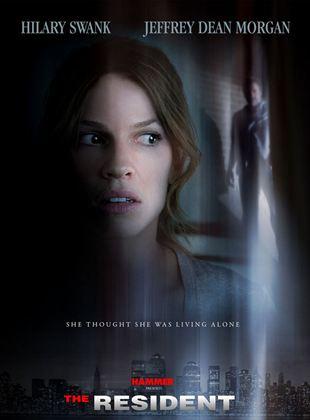 HILARY SWANK JEFFREY DEAN MORGAN
SHE THOUGHT SHE WAS LIVING ALONE
HAMMER
PRESENTS
THE RESIDENT